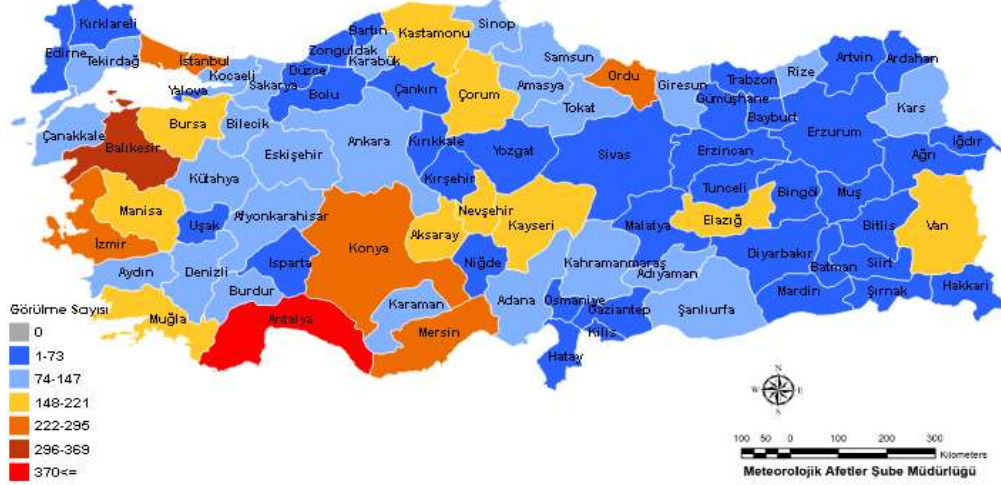 Kırklareli
Edirne
Tekirdağ
İstanbul
Kocaeli
Yalova
Sakarya
Düzce
Bolu
Zonguldak
Bartın
Karabük
Kastamonu
Sinop
Çankırı
Çorum
Samsun
Amasya
Tokat
Ordu
Giresun
Trabzon
Gümüşhane
Bayburt
Rize
Artvin
Ardahan
Kars
Iğdır
Ağrı
Erzurum
Erzincan
Çanakkale
Balıkesir
Bursa
Bilecik
Eskişehir
Kütahya
Ankara
Kırıkkale
Kırşehir
Yozgat
Sivas
Tunceli
Bingöl
Muş
Bitlis
Van
Elazığ
Malatya
Manisa
Uşak
Afyonkarahisar
İzmir
Aydın
Denizli
Isparta
Burdur
Konya
Aksaray
Nevşehir
Kayseri
Niğde
Kahramanmaraş
Adıyaman
Diyarbakır
Batman
Siirt
Mardin
Şırnak
Hakkari
Şanlıurfa
Muğla
Antalya
Karaman
Mersin
Adana
Osmaniye
Gaziantep
Kilis
Hatay
Görülme Sayısı
0
1-73
74-147
148-221
222-295
296-369
370<=
N
W E
S
100 50 0 100 200 300
Kilometers
Meteorolojik Afetler Şube Müdürlüğü